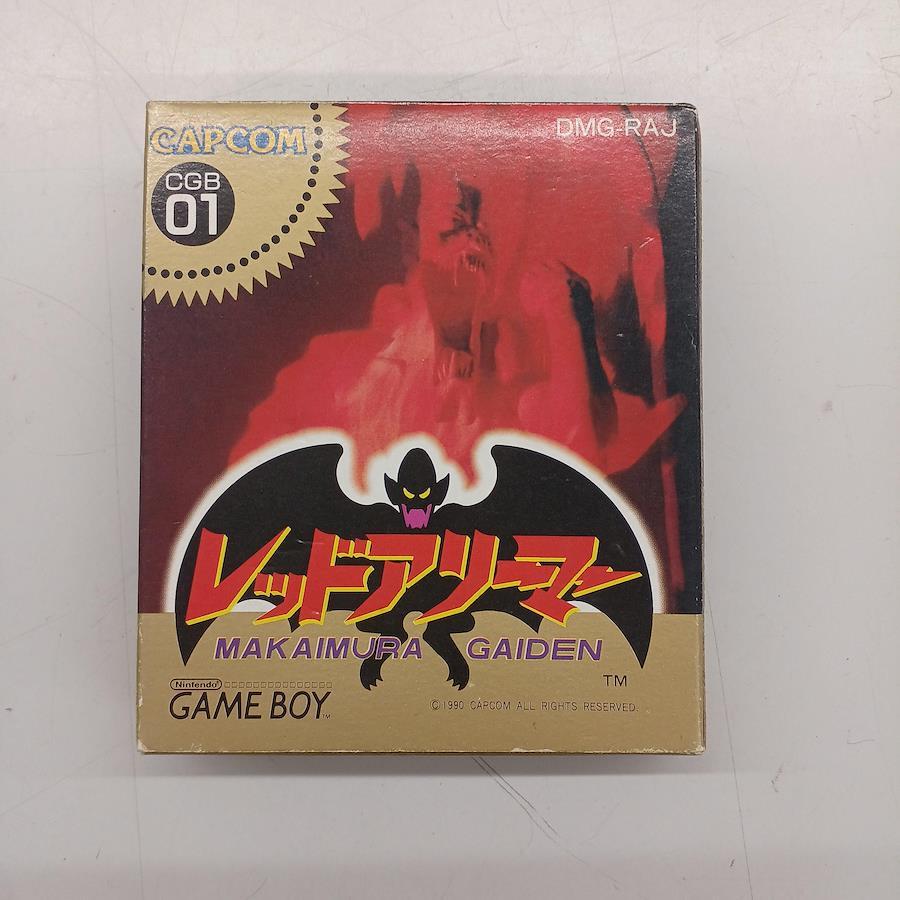 CAPCOM
DMG-RAJ
CGB
01
レッドアリーマー
MAKAIMURA GAIDEN
TM
Nintendo
GAME BOY
TM
©1990 CAPCOM ALL RIGHTS RESERVED.